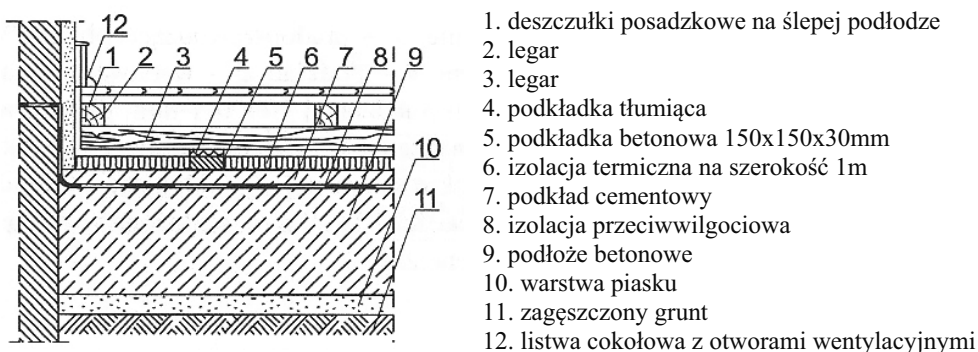 12
1 2 3 4 5 6 7 8 9
10
11
1. deszczułki posadzkowe na ślepej podłodze
2. legar
3. legar
4. podkładka tłumiąca
5. podkładka betonowa 150x150x30mm
6. izolacja termiczna na szerokość 1m
7. podkład cementowy
8. izolacja przeciwwilgociowa
9. podłoże betonowe
10. warstwa piasku
11. zagęszczony grunt
12. listwa cokołowa z otworami wentylacyjnymi